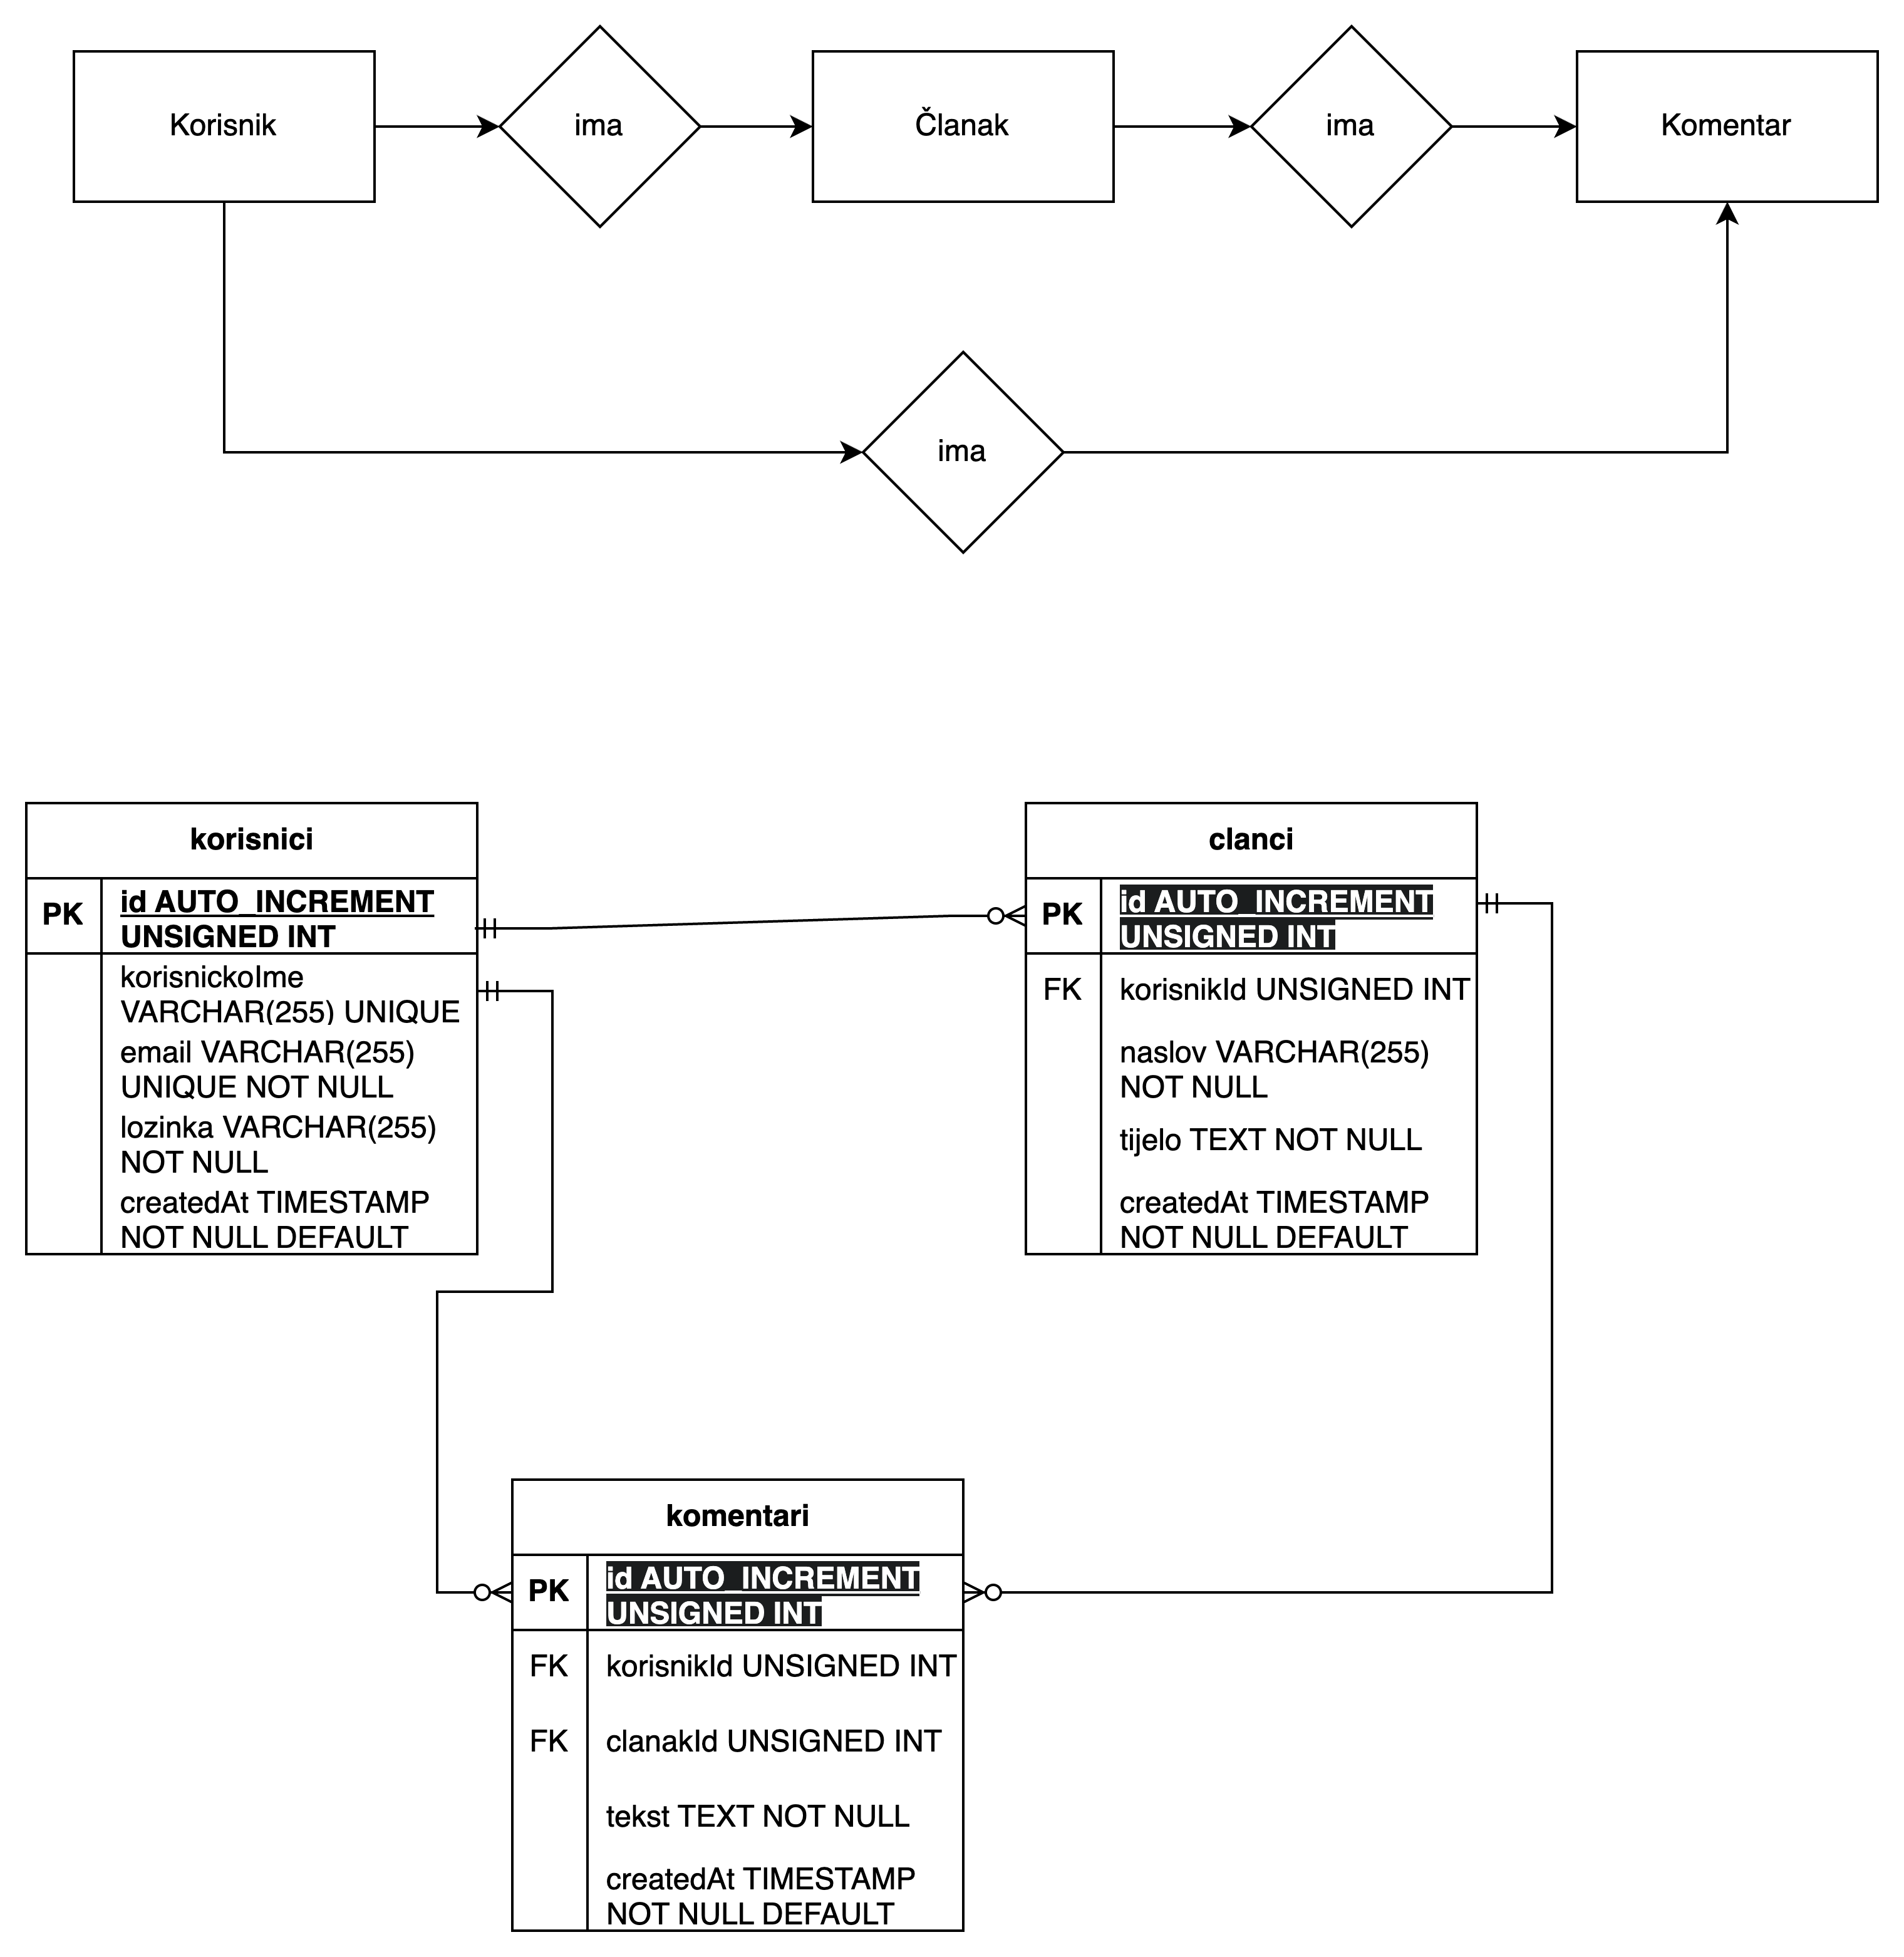 Korisnik
ima
Članak
ima
Komentar
ima
korisnici
PK
id AUTO_INCREMENT
UNSIGNED INT
korisnickoIme
VARCHAR(255) UNIQUE
email VARCHAR(255)
UNIQUE NOT NULL
lozinka VARCHAR(255)
NOT NULL
createdAt TIMESTAMP
NOT NULL DEFAULT
clanci
PK
id AUTO_INCREMENT
UNSIGNED INT
FK
korisnikId UNSIGNED INT
naslov VARCHAR(255)
NOT NULL
tijelo TEXT NOT NULL
createdAt TIMESTAMP
NOT NULL DEFAULT
komentari
PK
id AUTO_INCREMENT
UNSIGNED INT
FK
korisnikId UNSIGNED INT
FK
clanakId UNSIGNED INT
tekst TEXT NOT NULL
createdAt TIMESTAMP
NOT NULL DEFAULT